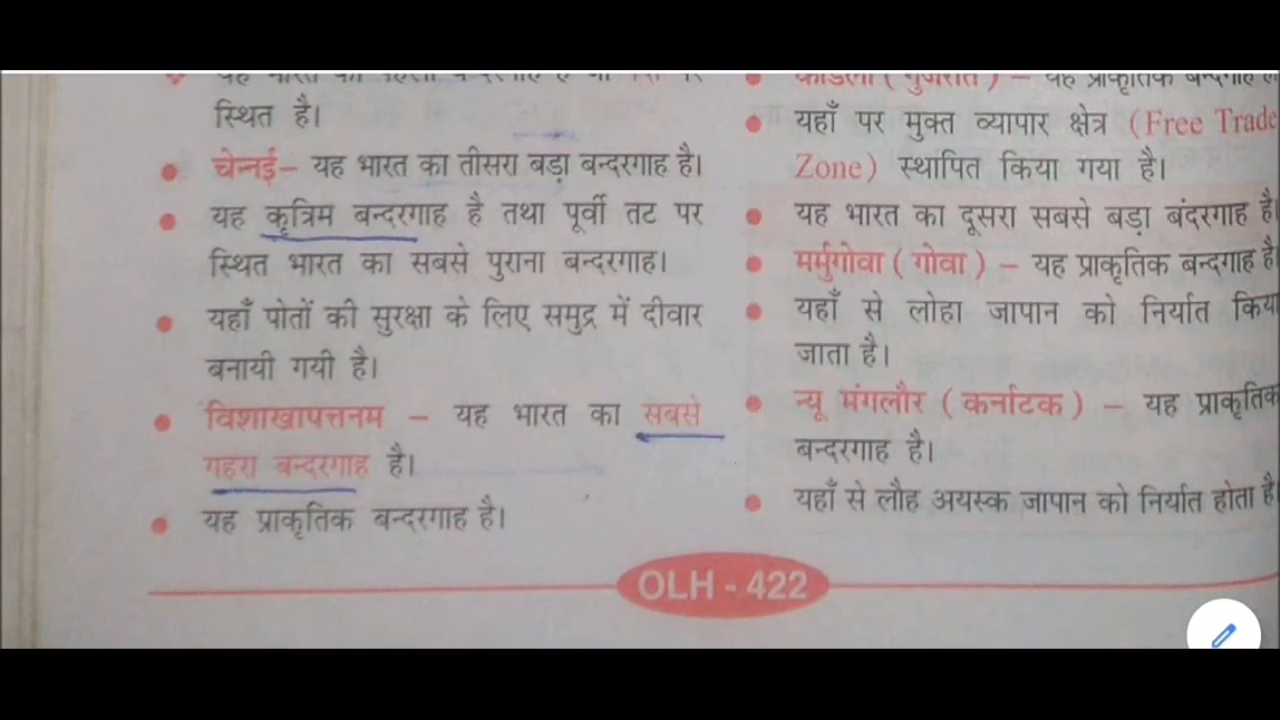 स्थित है।
चेन्नई– यह भारत का तीसरा बड़ा बन्दरगाह है।
यह कृत्रिम बन्दरगाह है तथा पूर्वी तट पर
स्थित भारत का सबसे पुराना बन्दरगाह।
यहाँ पोतों की सुरक्षा के लिए समुद्र में दीवार
बनायी गयी है।
विशाखापत्तनम – यह भारत का सबसे
गहरा बन्दरगाह है।
यह प्राकृतिक बन्दरगाह है।
कांडला (गुजरात) – यह प्राकृतिक
यहाँ पर मुक्त व्यापार क्षेत्र (Free Trade
Zone) स्थापित किया गया है।
यह भारत का दूसरा सबसे बड़ा बंदरगाह है
मर्मुगोवा (गोवा) – यह प्राकृतिक बन्दगाह है
यहाँ से लोहा जापान को निर्यात किया
जाता है।
न्यू मंगलौर (कर्नाटक) – यह प्राकृतिक
बन्दरगाह है।
यहाँ से लौह अयस्क जापान को निर्यात होता है
OLH - 422